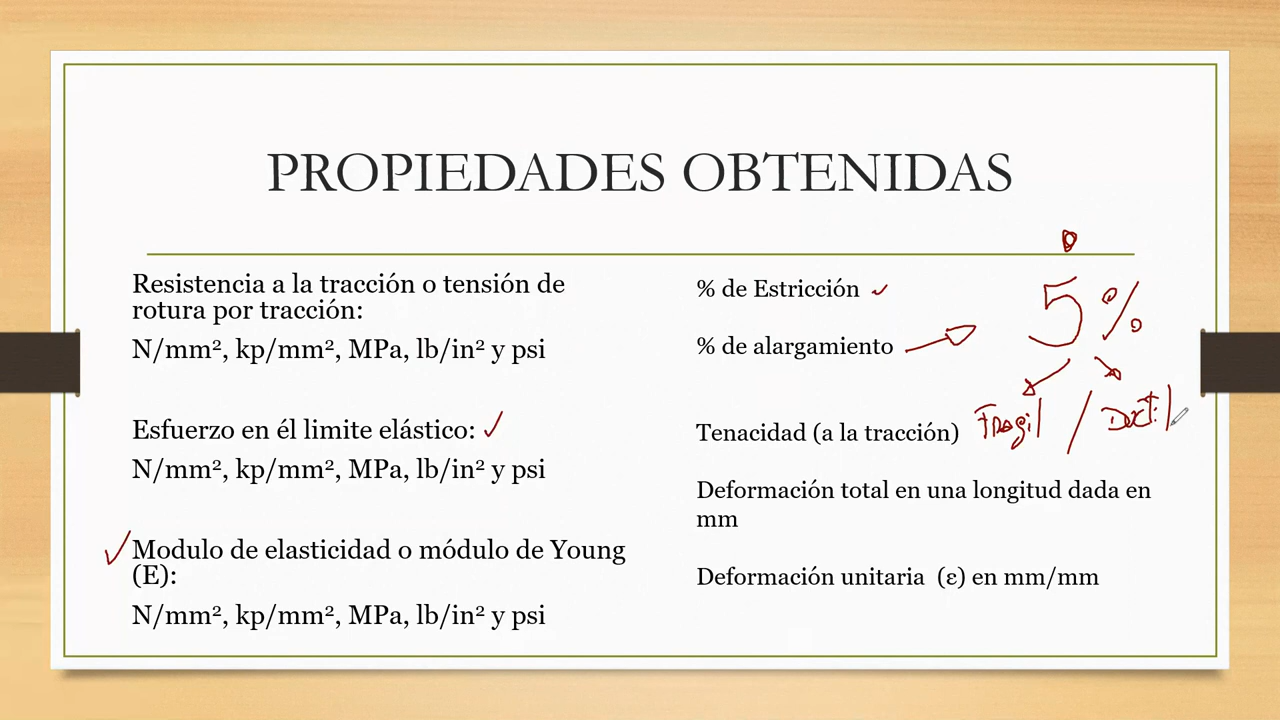 PROPIEDADES OBTENIDAS
Resistencia a la tracción o tensión de
rotura por tracción:
N/mm², kp/mm², MPa, lb/in² y psi
Esfuerzo en él limite elástico:
N/mm², kp/mm², MPa, lb/in² y psi
Modulo de elasticidad o módulo de Young
(E):
N/mm², kp/mm², MPa, lb/in² y psi
% de Estricción
% de alargamiento
5%
Tenacidad (a la tracción)
Fragil / Ductil
Deformación total en una longitud dada en
mm
Deformación unitaria (ε) en mm/mm